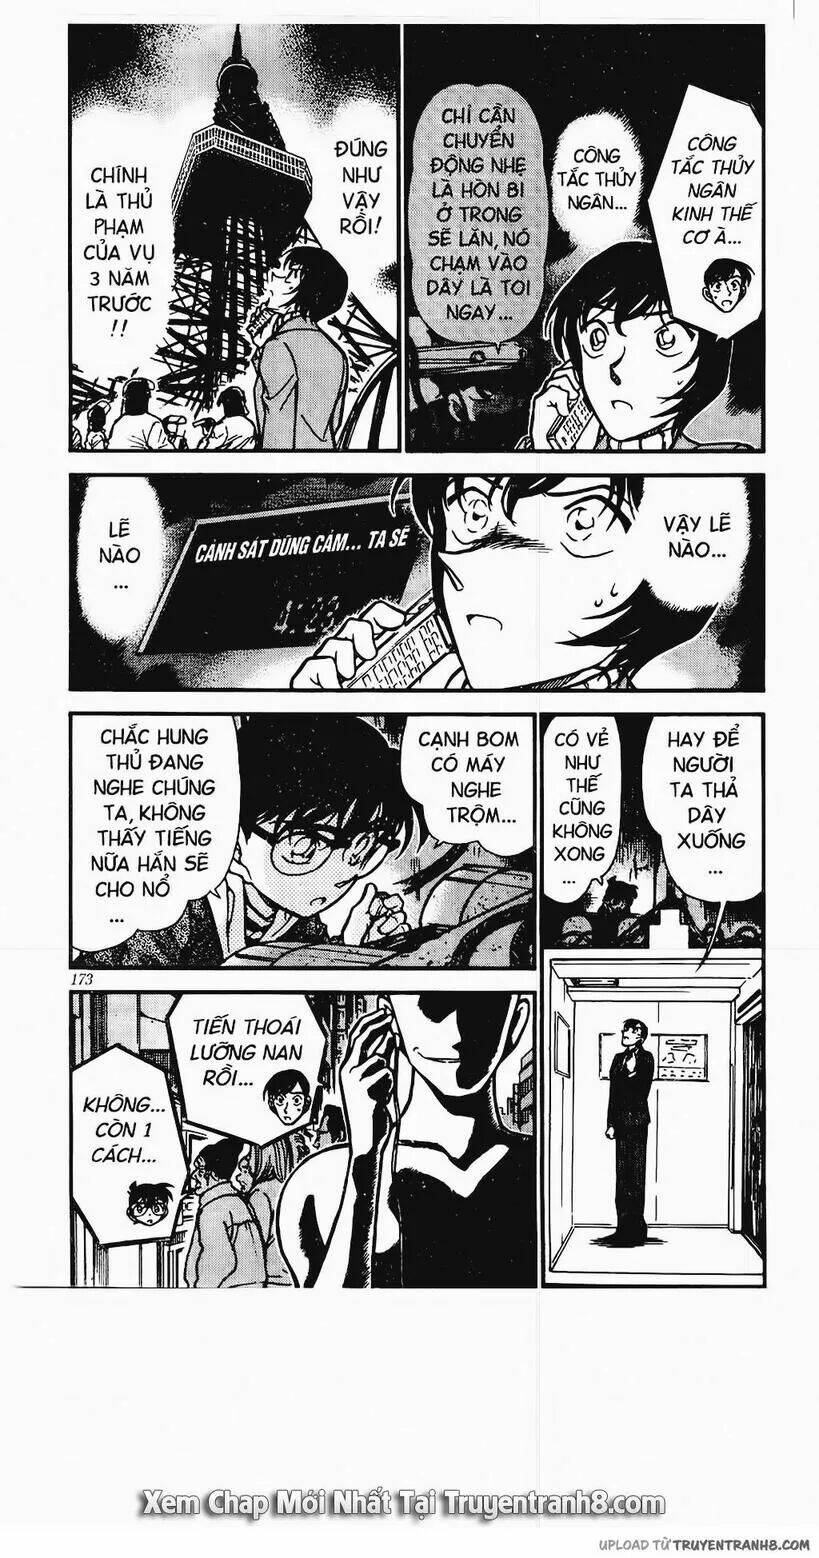 CÔNG
TẮC THỦY
NGÂN
KINH THẾ
CƠ À...
CÔNG
TẮC THỦY
NGÂN...
CHỈ CẦN
CHUYỂN
ĐỘNG NHẸ
LÀ HÒN BI
Ở TRONG
SẼ LĂN, NÓ
CHẠM VÀO
DÂY LÀ TOI
NGAY...
ĐÚNG
NHƯ
VẬY
RỒI!
CHÍNH
LÀ THỦ
PHẠM
CỦA VỤ
3 NĂM
TRƯỚC
!!
VẬY LẼ
NÀO...
CẢNH SÁT DŨNG CẢM... TA SẼ
LẼ
NÀO
...
HAY ĐỂ
NGƯỜI
TA THẢ
DÂY
XUỐNG
...
CÓ VẺ
NHƯ
THẾ
CŨNG
KHÔNG
XONG
...
CẠNH BOM
CÓ MÁY
NGHE
TRỘM...
CHẮC HUNG
THỦ ĐANG
NGHE CHÚNG
TA, KHÔNG
THẤY TIẾNG
NỮA HẮN SẼ
CHO NỔ
...
173
TIẾN THOÁI
LƯỠNG NAN
RỒI...
KHÔNG...
CÒN 1
CÁCH...
Xem Chap Mới Nhất Tại Truyentranh8.com
UPLOAD TỪ TRUYENTRANH8.COM